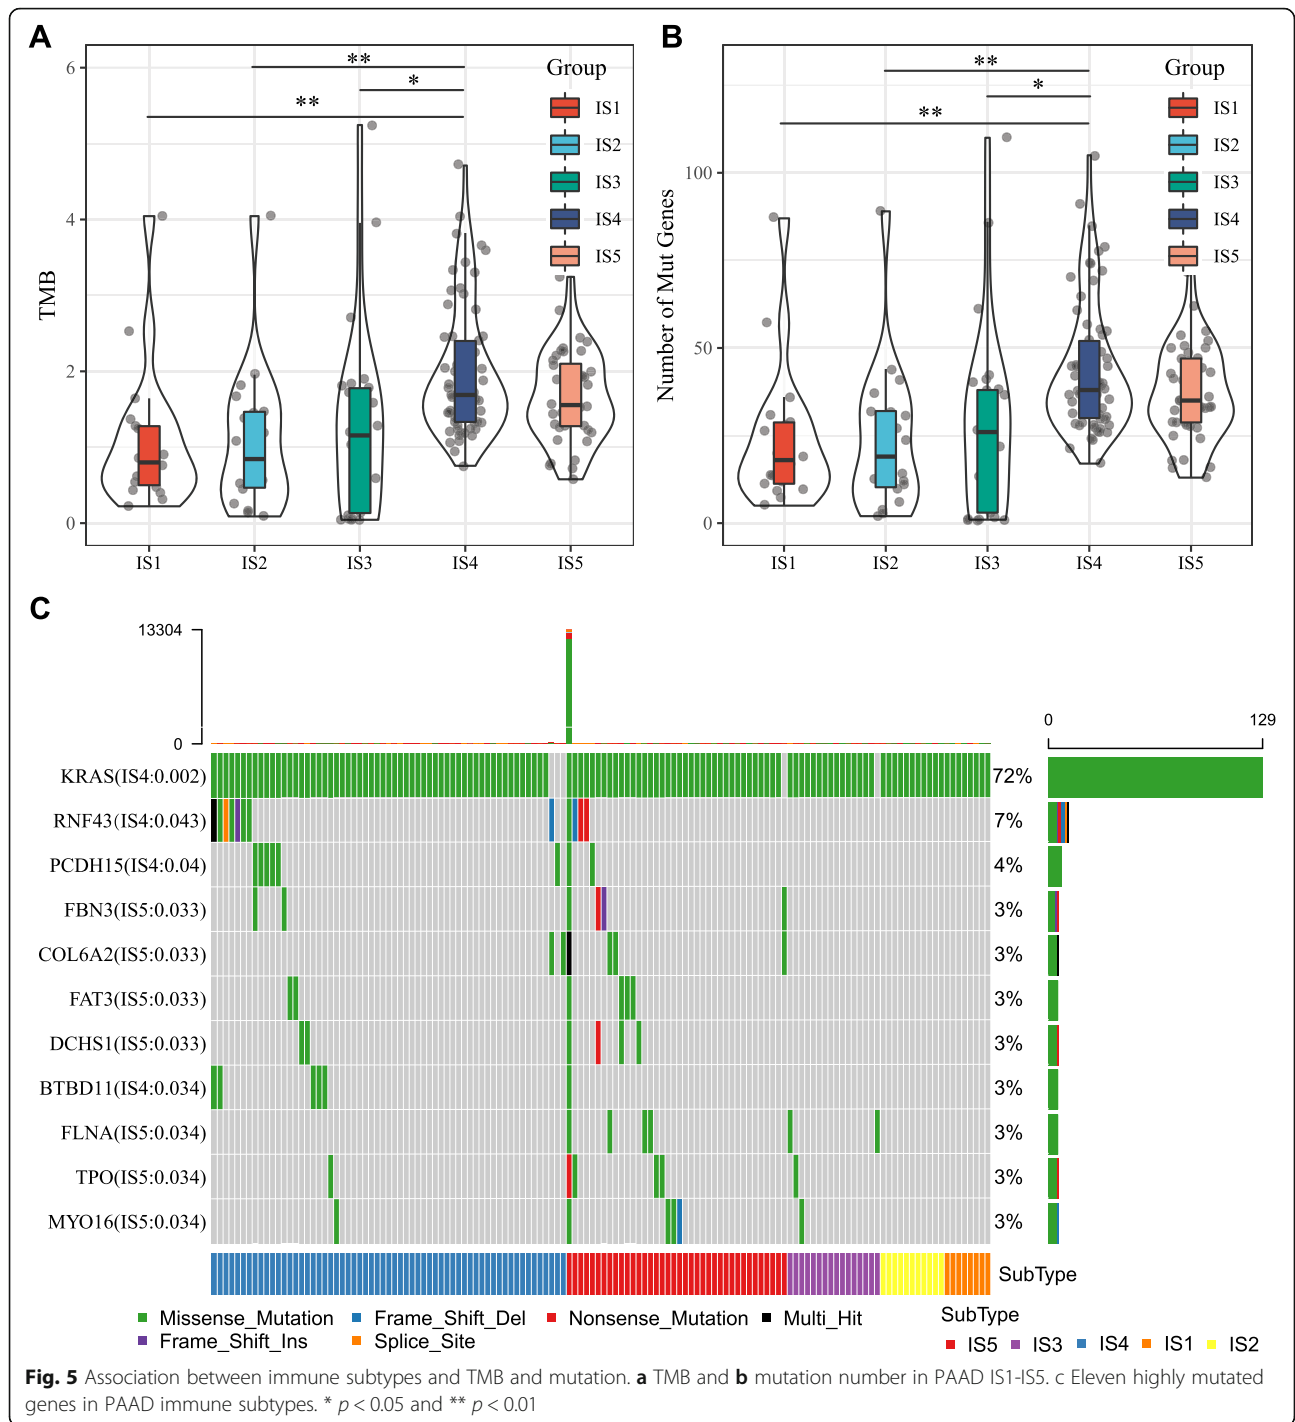 A
B
6
4
2
0
TMB
**
*
**
Group
IS1
IS2
IS3
IS4
IS5
IS1 IS2 IS3 IS4 IS5
100
50
0
Number of Mut Genes
**
*
**
Group
IS1
IS2
IS3
IS4
IS5
IS1 IS2 IS3 IS4 IS5
C
13304
0
0 129
KRAS(IS4:0.002) 72%
RNF43(IS4:0.043) 7%
PCDH15(IS4:0.04) 4%
FBN3(IS5:0.033) 3%
COL6A2(IS5:0.033) 3%
FAT3(IS5:0.033) 3%
DCHS1(IS5:0.033) 3%
BTBD11(IS4:0.034) 3%
FLNA(IS5:0.034) 3%
TPO(IS5:0.034) 3%
MYO16(IS5:0.034) 3%
SubType
Missense_Mutation Frame_Shift_Del Nonsense_Mutation Multi_Hit
Frame_Shift_Ins Splice_Site
SubType
IS5 IS3 IS4 IS1 IS2
Fig. 5 Association between immune subtypes and TMB and mutation. a TMB and b mutation number in PAAD IS1-IS5. c Eleven highly mutated
genes in PAAD immune subtypes. * p < 0.05 and ** p < 0.01